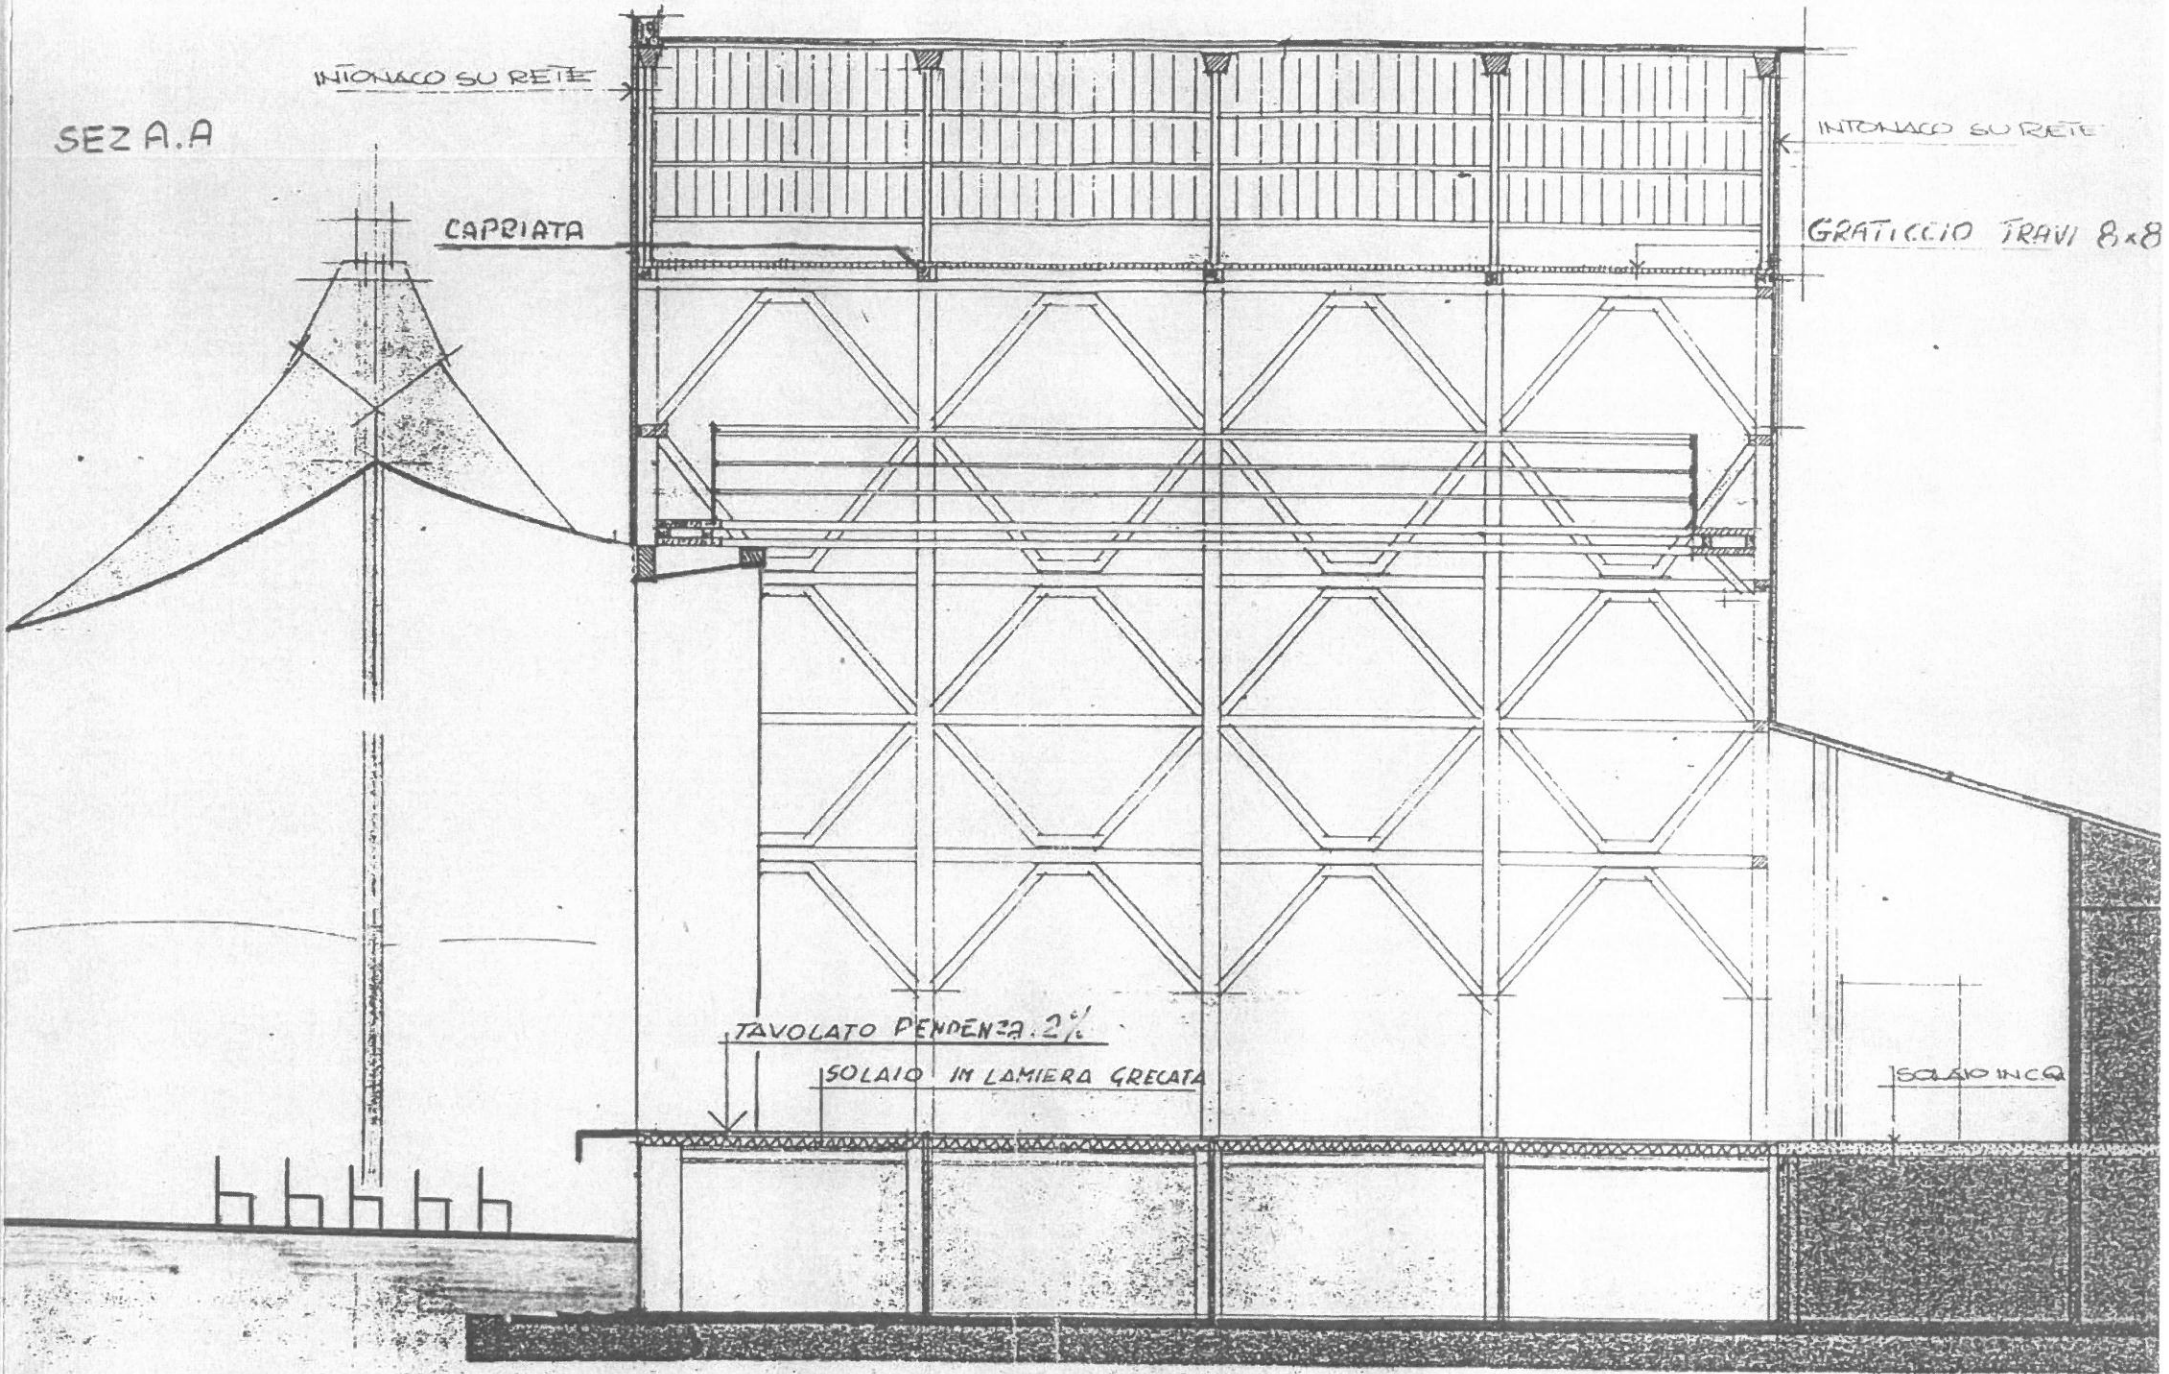 INTONACO SU RETE
SEZ A.A
INTONACO SU RETE
CAPRIATA
GRATICCIO TRAVI 8x8
TAVOLATO PENDENZA.2%
SOLAIO IN LAMIERA GRECATA
SOLAIO IN CA